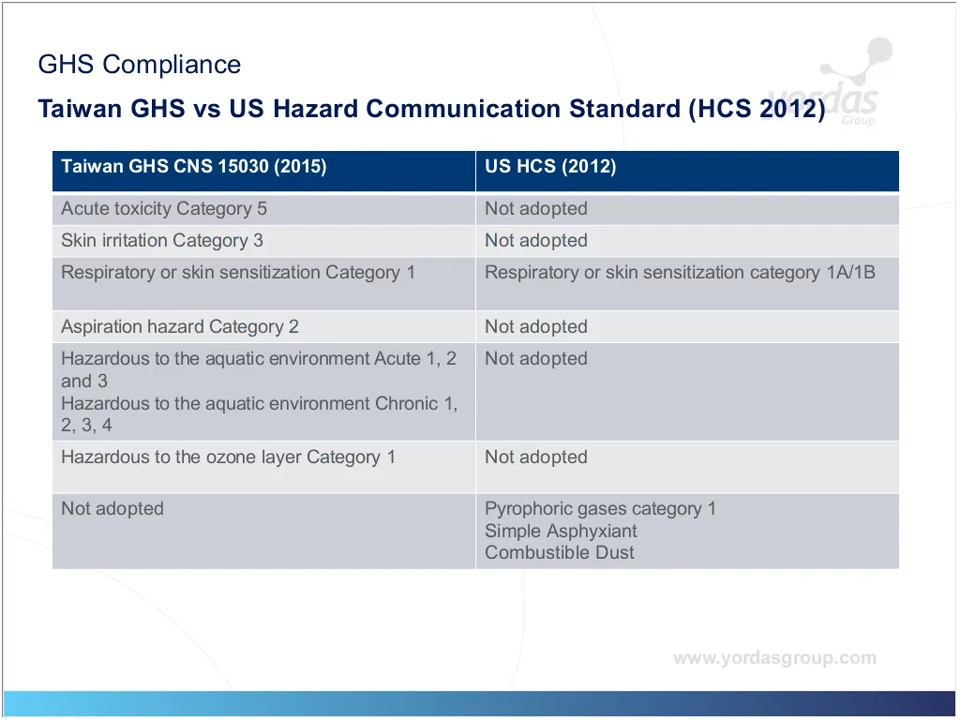 GHS Compliance
Taiwan GHS vs US Hazard Communication Standard (HCS 2012)
yordas
Group
Taiwan GHS CNS 15030 (2015)
US HCS (2012)
Acute toxicity Category 5
Not adopted
Skin irritation Category 3
Not adopted
Respiratory or skin sensitization Category 1
Respiratory or skin sensitization category 1A/1B
Aspiration hazard Category 2
Not adopted
Hazardous to the aquatic environment Acute 1, 2
and 3
Hazardous to the aquatic environment Chronic 1,
2, 3, 4
Not adopted
Hazardous to the ozone layer Category 1
Not adopted
Not adopted
Pyrophoric gases category 1
Simple Asphyxiant
Combustible Dust
www.yordasgroup.com